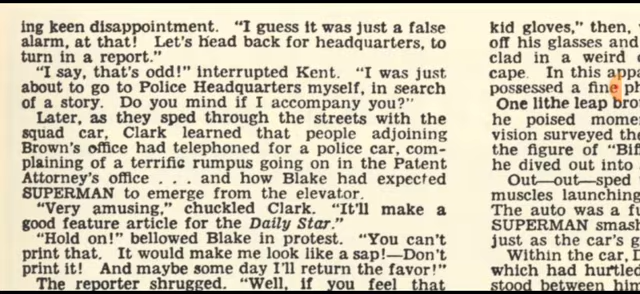 ing keen disappointment. "I guess it was just a false
alarm, at that! Let's head back for headquarters, to
turn in a report."
"I say, that's odd!" interrupted Kent. "I was just
about to go to Police Headquarters myself, in search
of a story. Do you mind if I accompany you?"
Later, as they sped through the streets with the
squad car, Clark learned that people adjoining
Brown's office had telephoned for a police car, com-
plaining of a terrific rumpus going on in the Patent
Attorney's office . . . and how Blake had expected
SUPERMAN to emerge from the elevator.
"Very amusing," chuckled Clark. "It'll make a
good feature article for the Daily Star."
"Hold on!" bellowed Blake in protest. "You can't
print that. It would make me look like a sap!—Don't
print it! And maybe some day I'll return the favor!"
The reporter shrugged. "Well, if you feel that
kid gloves," then,
off his glasses and
clad in a weird
cape. In this
possessed a fine
One lithe leap
he poised
vision surveyed the
the figure of
he dived out into
Out—out—sped
muscles launching
The auto was a
SUPERMAN
just as the car's
Within the car,
which had hurtled
stood between